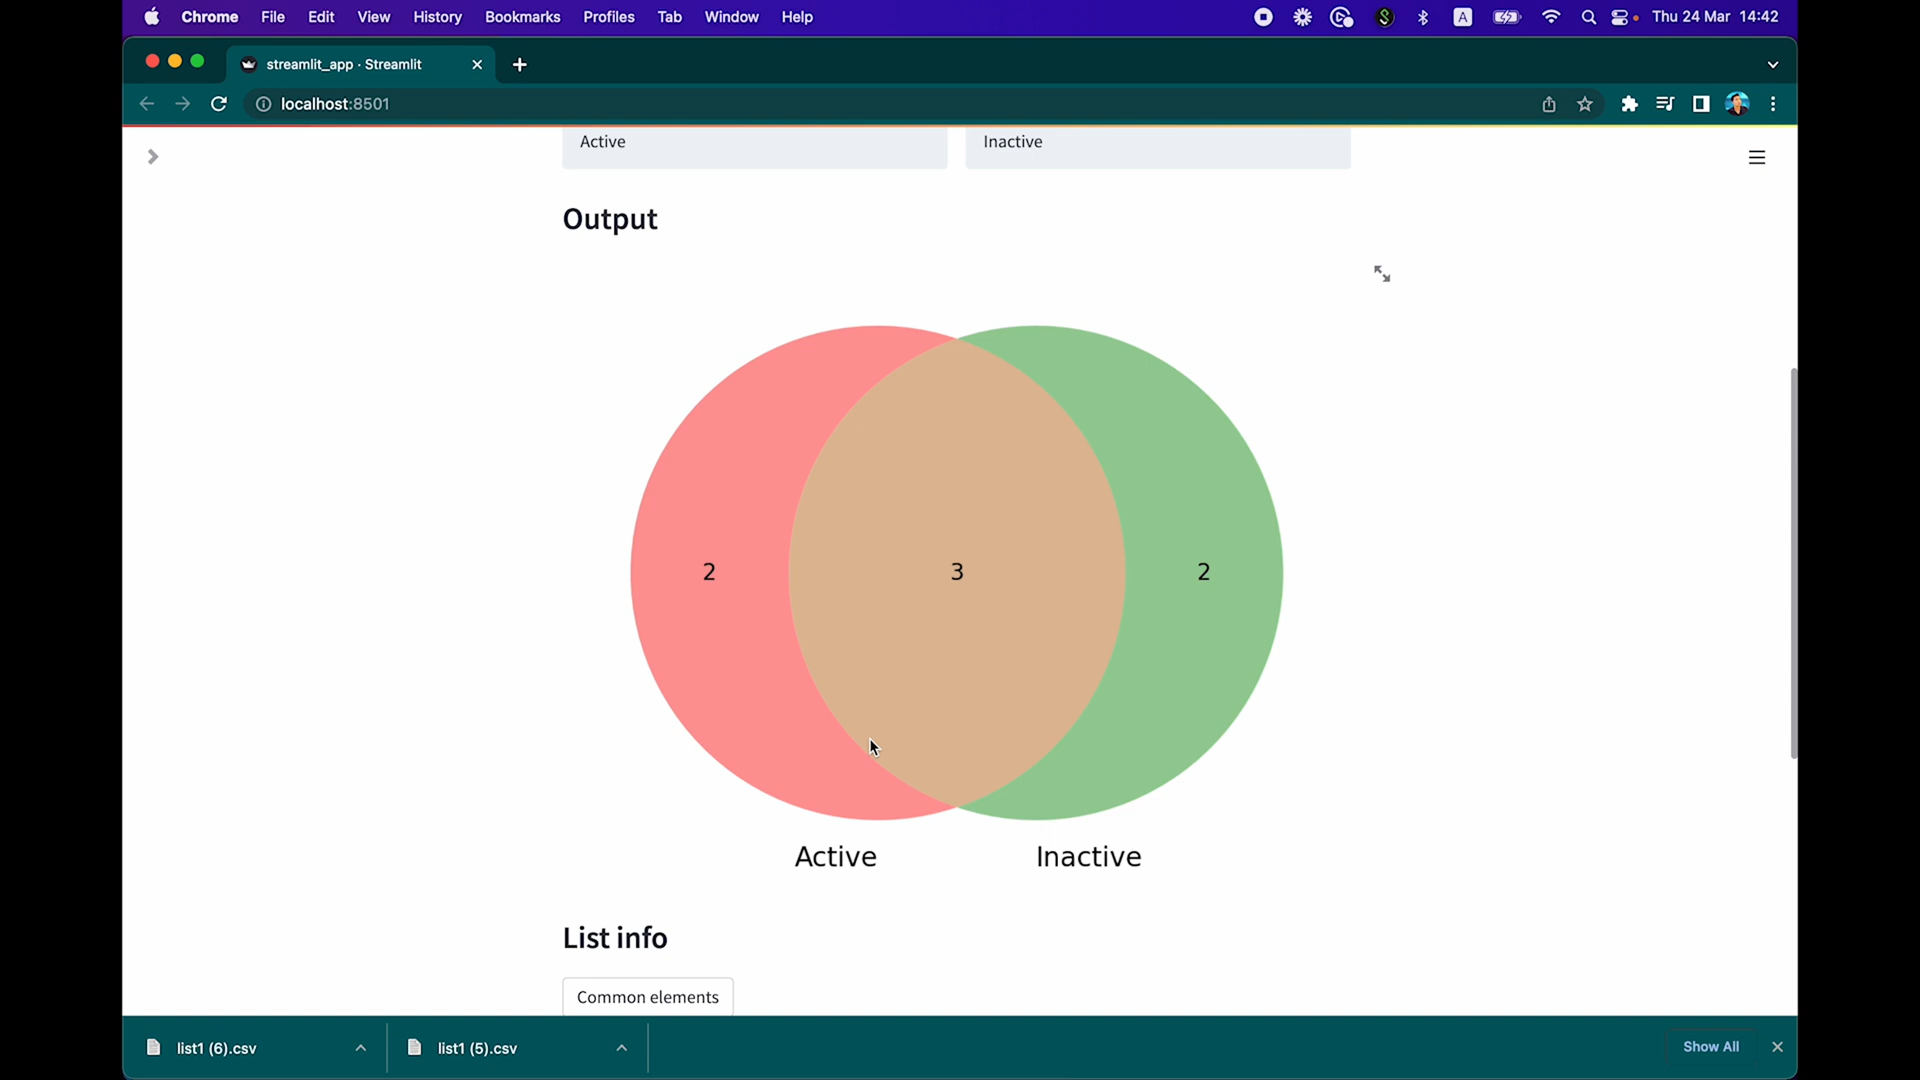 Chrome File Edit View History Bookmarks Profiles Tab Window Help A Thu 24 Mar 14:42
streamlit_app · Streamlit
localhost:8501
Active Inactive
Output
2 3 2
Active Inactive
List info
Common elements
list1 (6).csv list1 (5).csv Show All